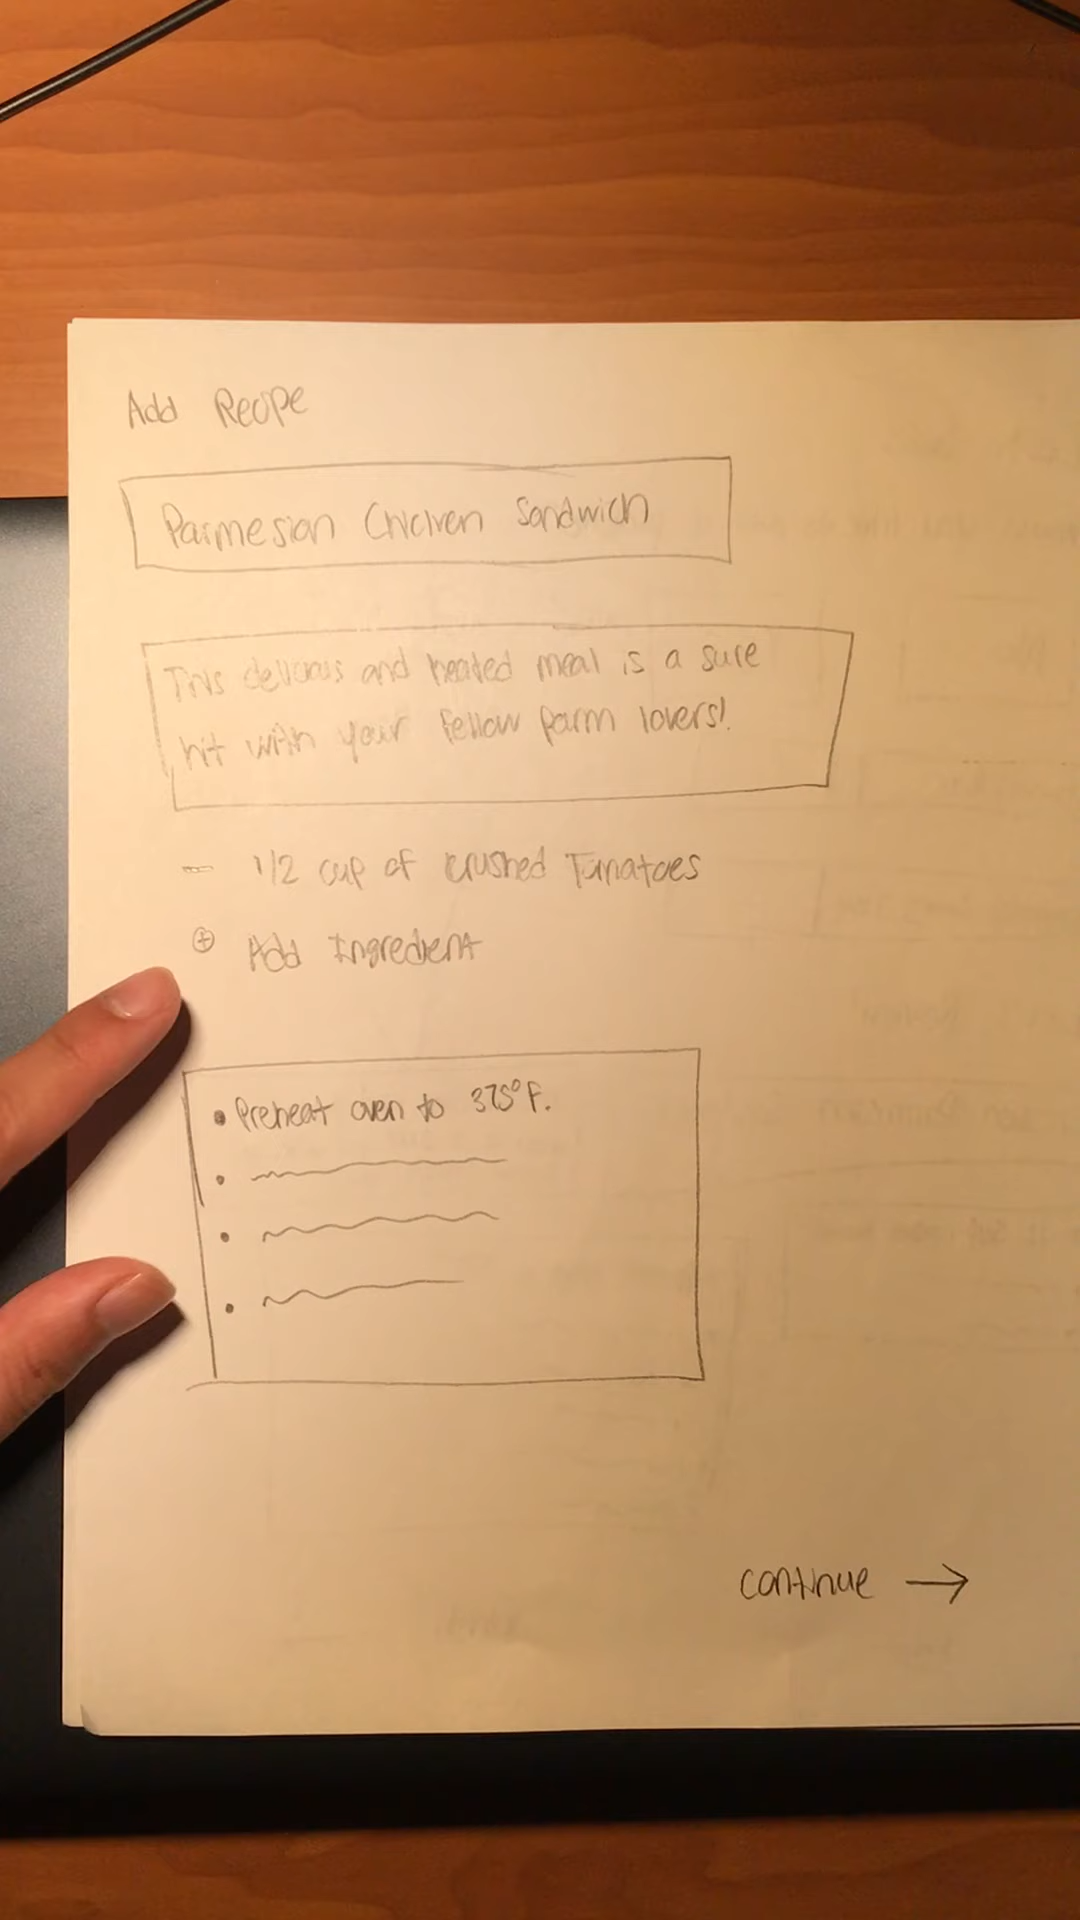 Add Recipe
Parmesian Chicken Sandwich
This delicious and heated meal is a sure
hit with your fellow parm lovers!
- 1/2 cup of crushed Tumatoes
+ Add Ingredient
• Preheat oven to 375°F.
•
•
•
continue →